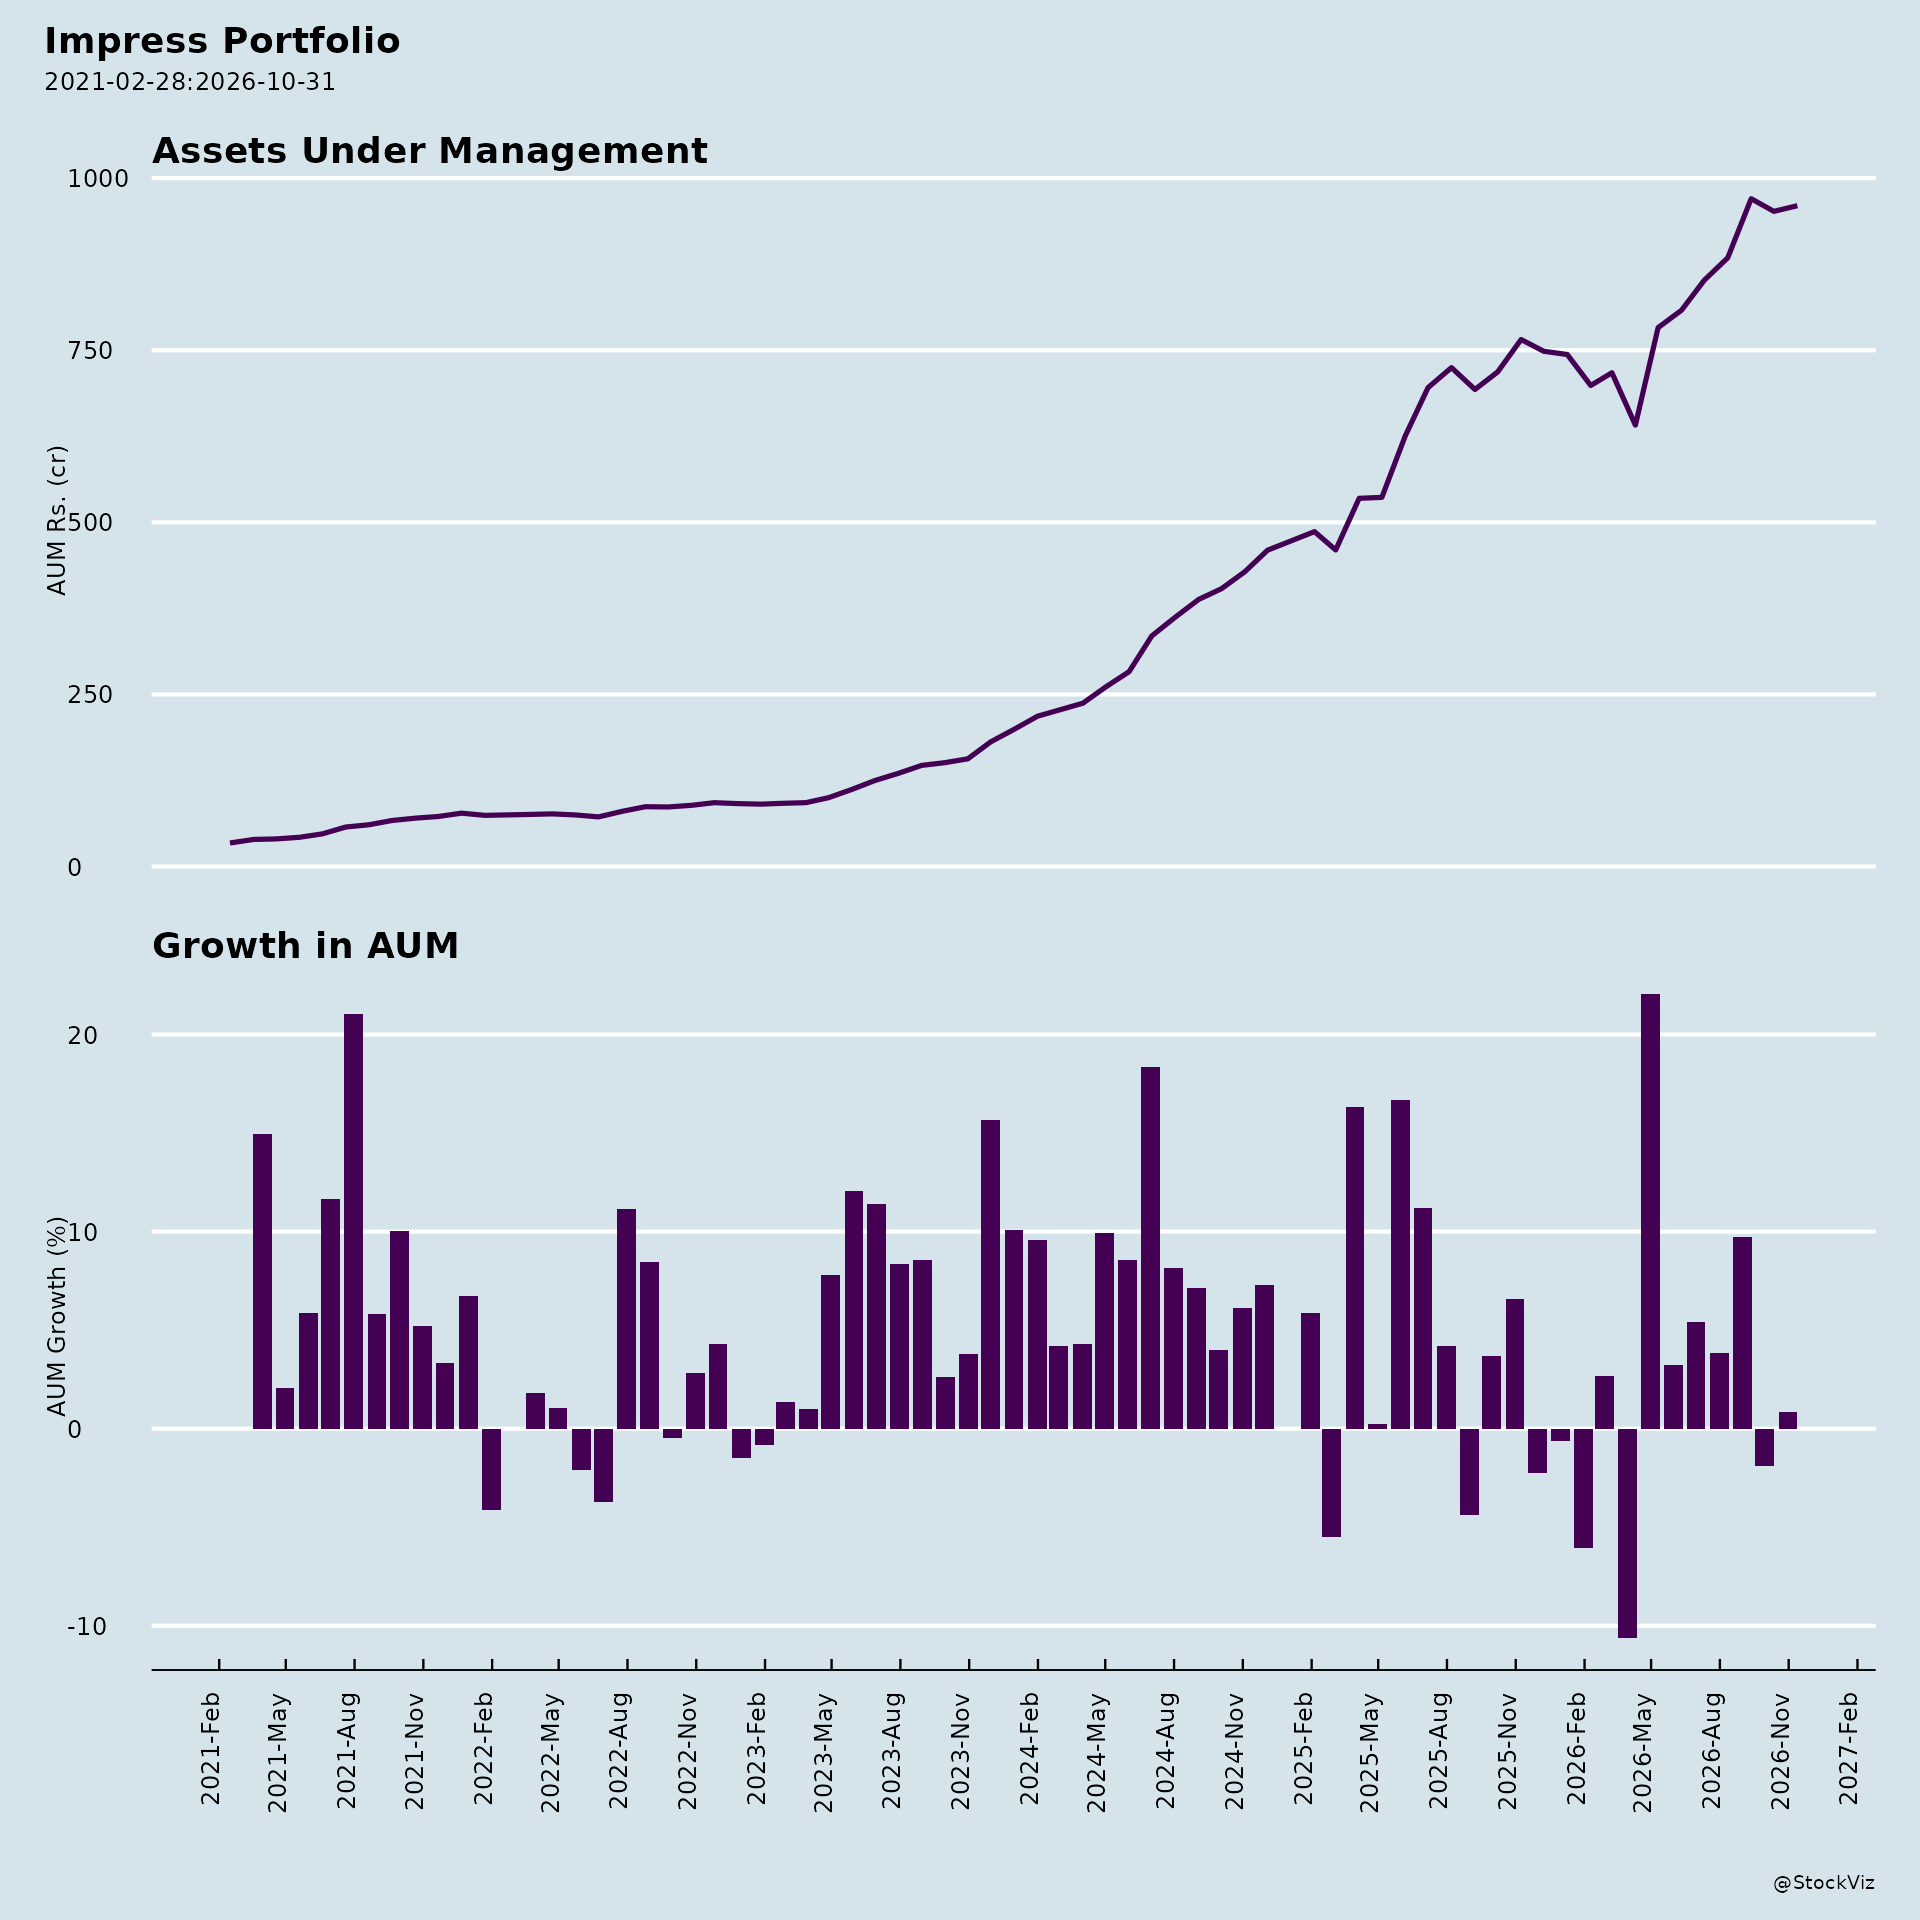 Impress Portfolio
2021-02-28:2026-10-31
Assets Under Management
1000
750
500
250
0
AUM Rs. (cr)
Growth in AUM
20
10
0
-10
AUM Growth (%)
2021-Feb
2021-May
2021-Aug
2021-Nov
2022-Feb
2022-May
2022-Aug
2022-Nov
2023-Feb
2023-May
2023-Aug
2023-Nov
2024-Feb
2024-May
2024-Aug
2024-Nov
2025-Feb
2025-May
2025-Aug
2025-Nov
2026-Feb
2026-May
2026-Aug
2026-Nov
2027-Feb
@StockViz